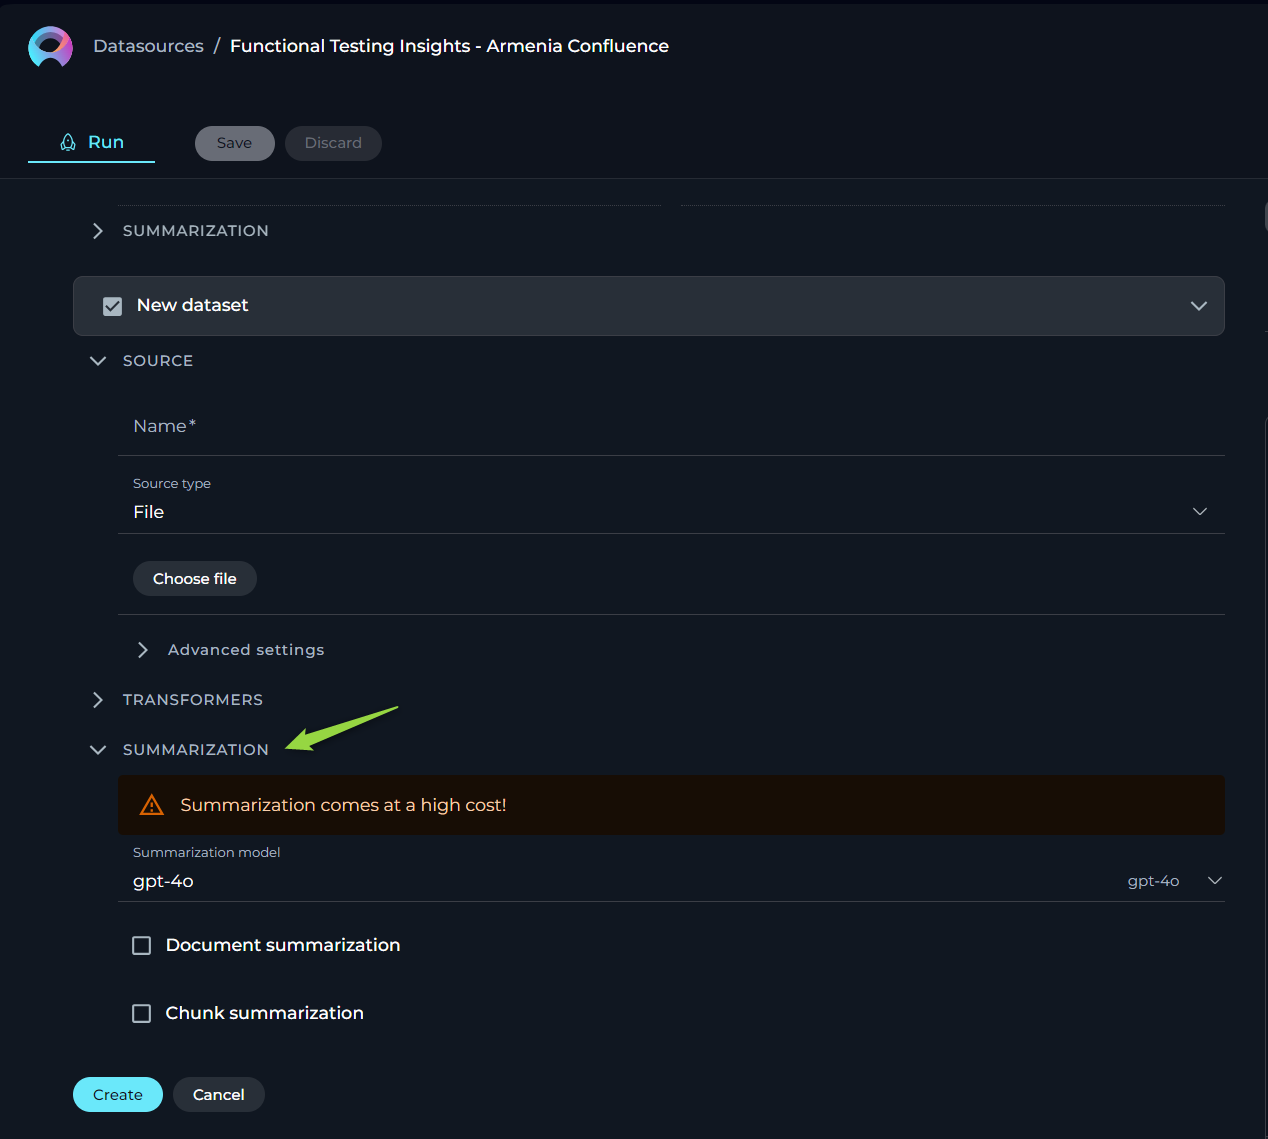 Datasources / Functional Testing Insights - Armenia Confluence
Run
Save
Discard
SUMMARIZATION
New dataset
SOURCE
Name*
Source type
File
Choose file
Advanced settings
TRANSFORMERS
SUMMARIZATION
Summarization comes at a high cost!
Summarization model
gpt-4o gpt-4o
Document summarization
Chunk summarization
Create
Cancel